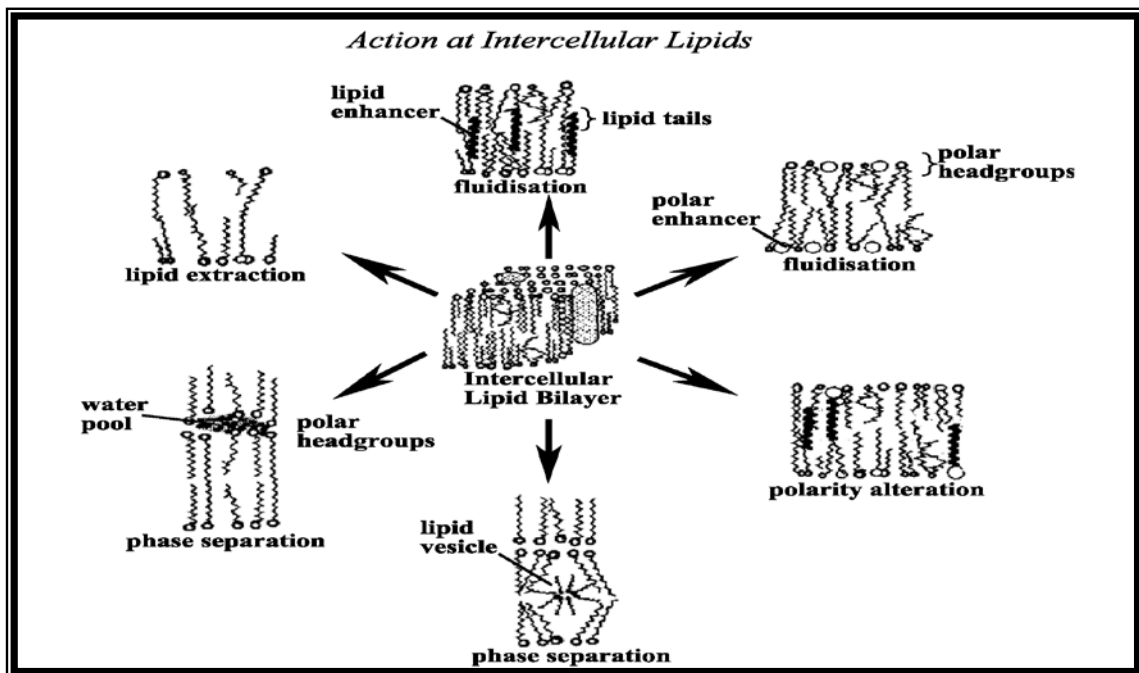 Action at Intercellular Lipids
lipid
enhancer
lipid tails
fluidisation
polar
headgroups
polar
enhancer
fluidisation
lipid extraction
Intercellular
Lipid Bilayer
water
pool
polar
headgroups
phase separation
polarity alteration
lipid
vesicle
phase separation